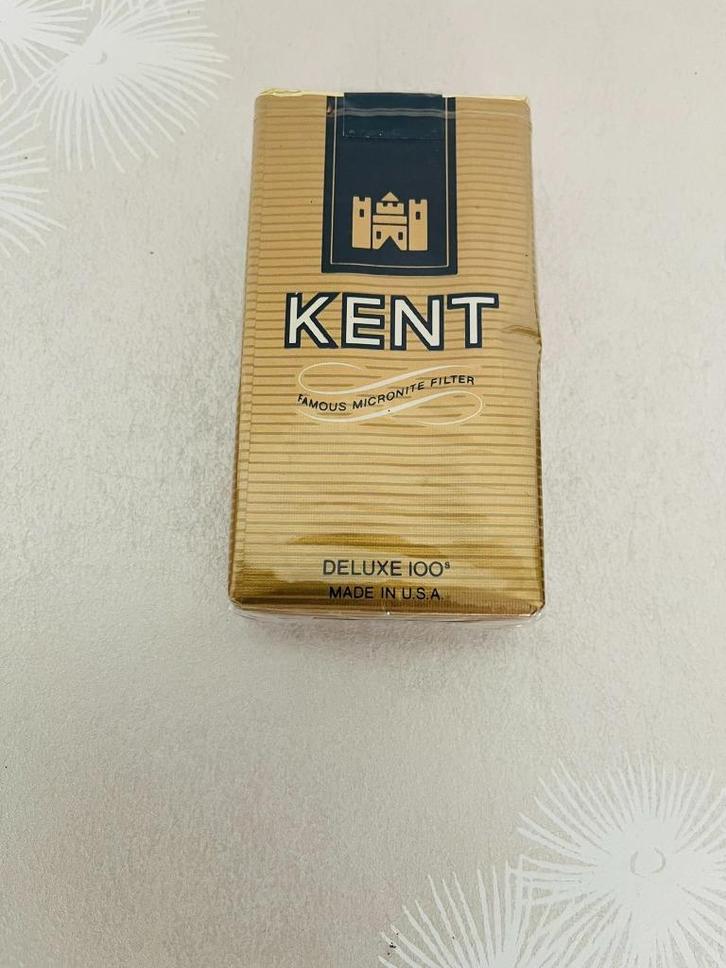 KENT
FAMOUS MICRONITE FILTER
DELUXE 100s
MADE IN U.S.A.